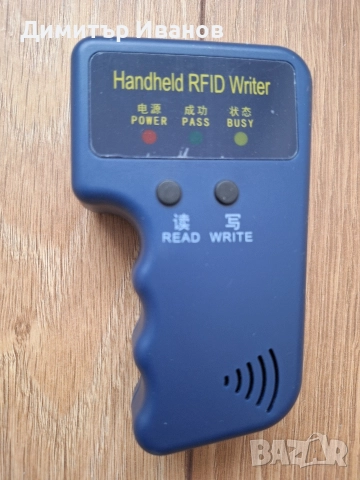 Димитър Иванов
Handheld RFID Writer
电源 成功 状态
POWER PASS BUSY
读 写
READ WRITE
BAZAR